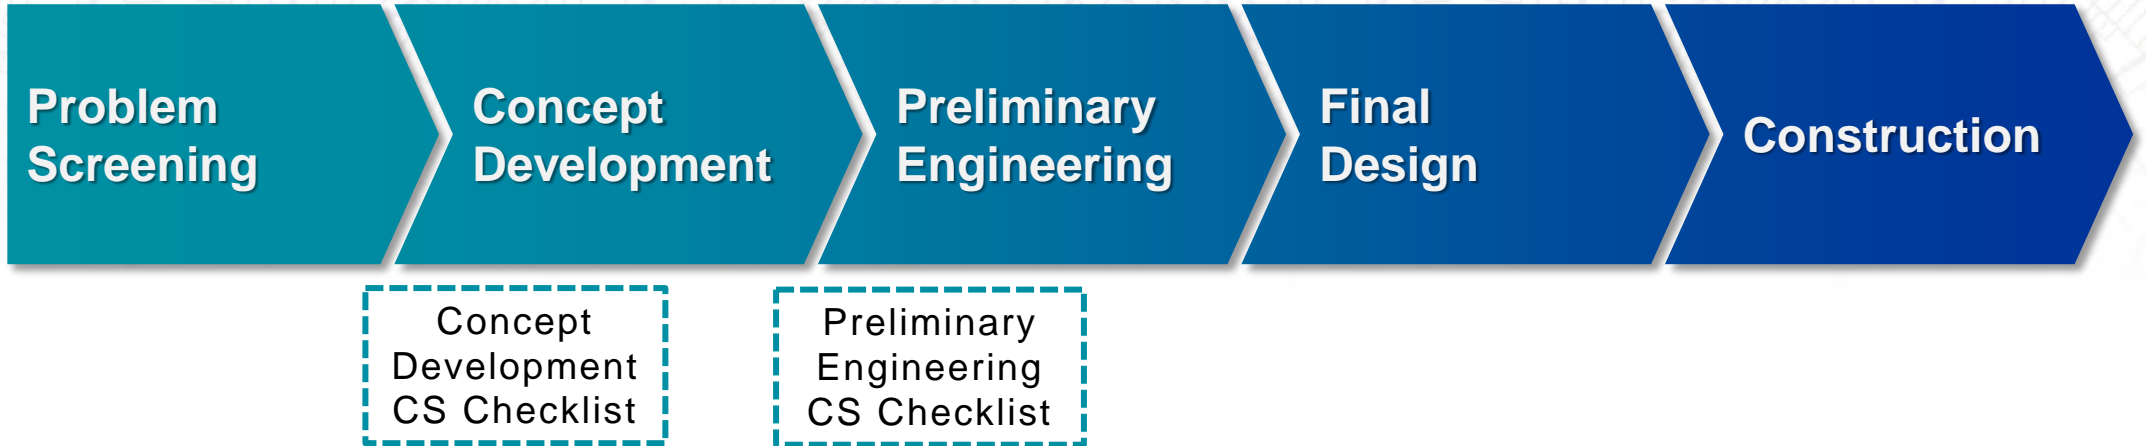 Problem
Screening
Concept
Development
Preliminary
Engineering
Final
Design
Construction
Concept
Development
CS Checklist
Preliminary
Engineering
CS Checklist